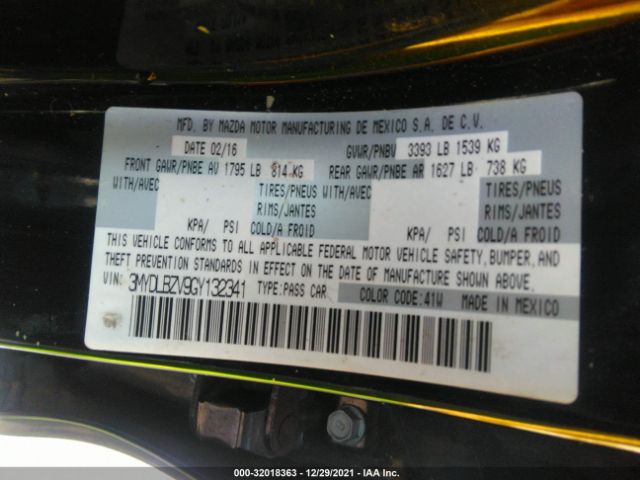 MFD. BY MAZDA MOTOR MANUFACTURING DE MEXICO S.A. DE C.V.
DATE 02/16 GVWR/PNBV 3393 LB 1539 KG
FRONT GAWR/PNBE AV 1795 LB 814 KG REAR GAWR/PNBE AR 1627 LB 738 KG
WITH/AVEC TIRES/PNEUS WITH/AVEC TIRES/PNEUS
RIMS/JANTES RIMS/JANTES
KPA/ PSI COLD/A FROID KPA/ PSI COLD/A FROID
THIS VEHICLE CONFORMS TO ALL APPLICABLE FEDERAL MOTOR VEHICLE SAFETY, BUMPER, AND
THEFT PREVENTION STANDARDS IN EFFECT ON THE DATE OF MANUFACTURE SHOWN ABOVE.
VIN: 3MYDLBZV9GY132341 TYPE:PASS CAR COLOR CODE:41W MADE IN MEXICO
000-32018363 - 12/29/2021 - IAA Inc.